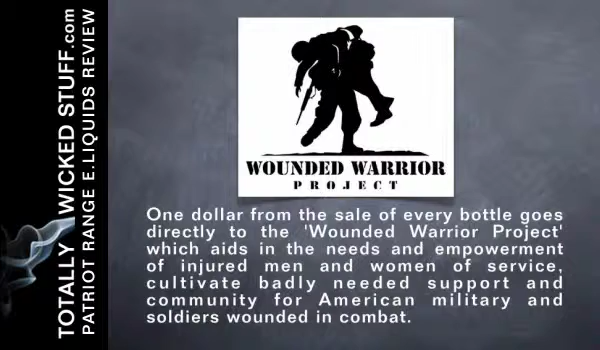 TOTALLY WICKED STUFF.com
PATRIOT RANGE E.LIQUIDS REVIEW
WOUNDED WARRIOR
PROJECT
One dollar from the sale of every bottle goes
directly to the 'Wounded Warrior Project'
which aids in the needs and empowerment
of injured men and women of service,
cultivate badly needed support and
community for American military and
soldiers wounded in combat.